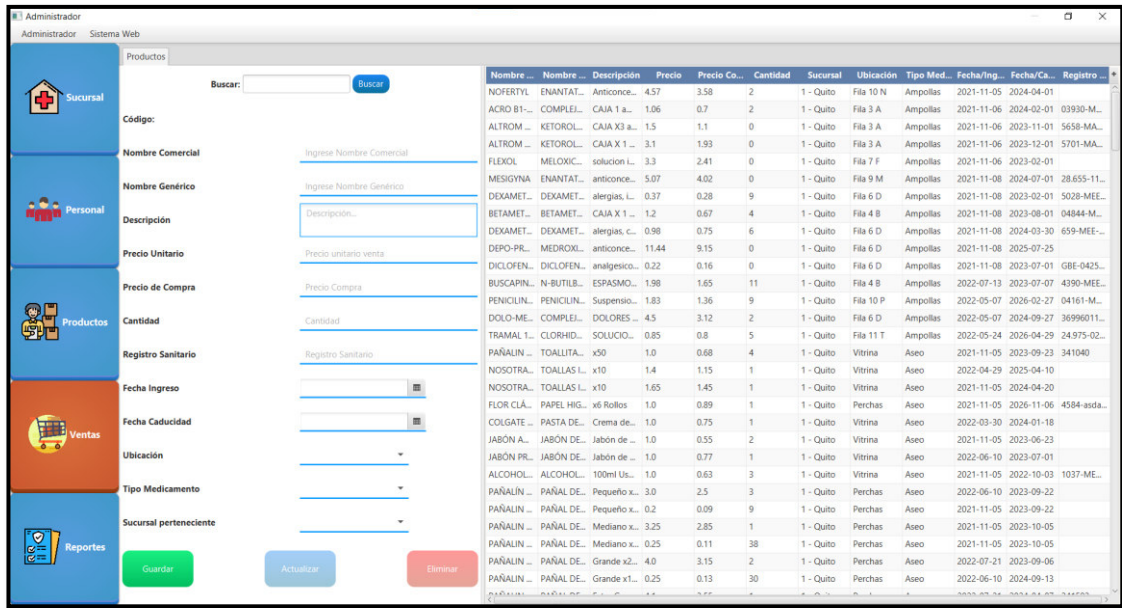 Administrador
Administrador Sistema Web
Sucursal
Personal
Productos
Ventas
Reportes
Productos
Buscar: Buscar
Código:
Nombre Comercial Ingrese Nombre Comercial
Nombre Genérico Ingrese Nombre Genérico
Descripción Descripción...
Precio Unitario Precio unitario venta
Precio de Compra Precio Compra
Cantidad Cantidad
Registro Sanitario Registro Sanitario
Fecha Ingreso
Fecha Caducidad
Ubicación
Tipo Medicamento
Sucursal perteneciente
Guardar Actualizar Eliminar
Nombre ... Nombre ... Descripción Precio Precio Co... Cantidad Sucursal Ubicación Tipo Med... Fecha/Ing... Fecha/Ca... Registro ...
NOFERTYL ENANTAT... Anticonce... 4.57 3.58 2 1 - Quito Fila 10 N Ampollas 2021-11-05 2024-04-01
ACRO B1-... COMPLEJ... CAJA 1 a... 1.06 0.7 2 1 - Quito Fila 3 A Ampollas 2021-11-06 2024-02-01 03930-M...
ALTROM ... KETOROL... CAJA X3 a... 1.5 1.1 0 1 - Quito Fila 3 A Ampollas 2021-11-06 2023-11-01 5658-MA...
ALTROM ... KETOROL... CAJA X 1 ... 3.1 1.93 0 1 - Quito Fila 3 A Ampollas 2021-11-06 2023-12-01 5701-MA...
FLEXOL MELOXIC... solucion i... 3.3 2.41 0 1 - Quito Fila 7 F Ampollas 2021-11-06 2023-02-01
MESIGYNA ENANTAT... anticonce... 5.07 4.02 0 1 - Quito Fila 9 M Ampollas 2021-11-08 2024-07-01 28.655-11...
DEXAMET... DEXAMET... alergias, i... 0.37 0.28 9 1 - Quito Fila 6 D Ampollas 2021-11-08 2023-02-01 5028-MEE...
BETAMET... BETAMET... CAJA X 1 ... 1.2 0.67 4 1 - Quito Fila 4 B Ampollas 2021-11-08 2023-08-01 04844-M...
DEXAMET... DEXAMET... alergias, c... 0.98 0.75 6 1 - Quito Fila 6 D Ampollas 2021-11-08 2024-03-30 659-MEE-...
DEPO-PR... MEDROXI... anticonce... 11.44 9.15 0 1 - Quito Fila 6 D Ampollas 2021-11-08 2025-07-25
DICLOFEN... DICLOFEN... analgesico... 0.22 0.16 0 1 - Quito Fila 6 D Ampollas 2021-11-08 2023-07-01 GBE-0425...
BUSCAPIN... N-BUTILB... ESPASMO... 1.98 1.65 11 1 - Quito Fila 4 B Ampollas 2022-07-13 2023-07-07 4390-MEE...
PENICILIN... PENICILIN... Suspensio... 1.83 1.36 9 1 - Quito Fila 10 P Ampollas 2022-05-07 2026-02-27 04161-M...
DOLO-ME... COMPLEJ... DOLORES ... 4.5 3.12 2 1 - Quito Fila 6 D Ampollas 2022-05-07 2024-09-27 36996011...
TRAMAL 1... CLORHID... SOLUCIO... 0.85 0.8 5 1 - Quito Fila 11 T Ampollas 2022-05-24 2026-04-29 24.975-02...
PAÑALIN ... TOALLITA... x50 1.0 0.68 4 1 - Quito Vitrina Aseo 2021-11-05 2023-09-23 341040
NOSOTRA... TOALLAS I... x10 1.4 1.15 1 1 - Quito Vitrina Aseo 2022-04-29 2025-04-10
NOSOTRA... TOALLAS I... x10 1.65 1.45 1 1 - Quito Vitrina Aseo 2021-11-05 2024-04-20
FLOR CLÁ... PAPEL HIG... x6 Rollos 1.0 0.89 1 1 - Quito Perchas Aseo 2021-11-05 2026-11-06 4584-asda...
COLGATE ... PASTA DE... Crema de... 1.0 0.75 1 1 - Quito Vitrina Aseo 2022-03-30 2024-01-18
JABÓN A... JABÓN DE... Jabón de ... 1.0 0.55 2 1 - Quito Vitrina Aseo 2021-11-05 2023-06-23
JABÓN PR... JABÓN DE... Jabón de ... 1.0 0.77 1 1 - Quito Vitrina Aseo 2022-06-10 2023-07-01
ALCOHOL... ALCOHOL... 100ml Us... 1.0 0.63 3 1 - Quito Vitrina Aseo 2021-11-05 2022-10-03 1037-ME...
PAÑALÍN ... PAÑAL DE... Pequeño x... 3.0 2.5 3 1 - Quito Perchas Aseo 2022-06-10 2023-09-22
PAÑALIN ... PAÑAL DE... Pequeño x... 0.2 0.09 9 1 - Quito Perchas Aseo 2021-11-05 2023-09-22
PAÑALIN ... PAÑAL DE... Mediano x... 3.25 2.85 1 1 - Quito Perchas Aseo 2021-11-05 2023-10-05
PAÑALIN ... PAÑAL DE... Mediano x... 0.25 0.11 38 1 - Quito Perchas Aseo 2021-11-05 2023-10-05
PAÑALIN ... PAÑAL DE... Grande x2... 4.0 3.15 2 1 - Quito Perchas Aseo 2022-07-21 2023-09-06
PAÑALIN ... PAÑAL DE... Grande x1... 0.25 0.13 30 1 - Quito Perchas Aseo 2022-06-10 2024-09-13